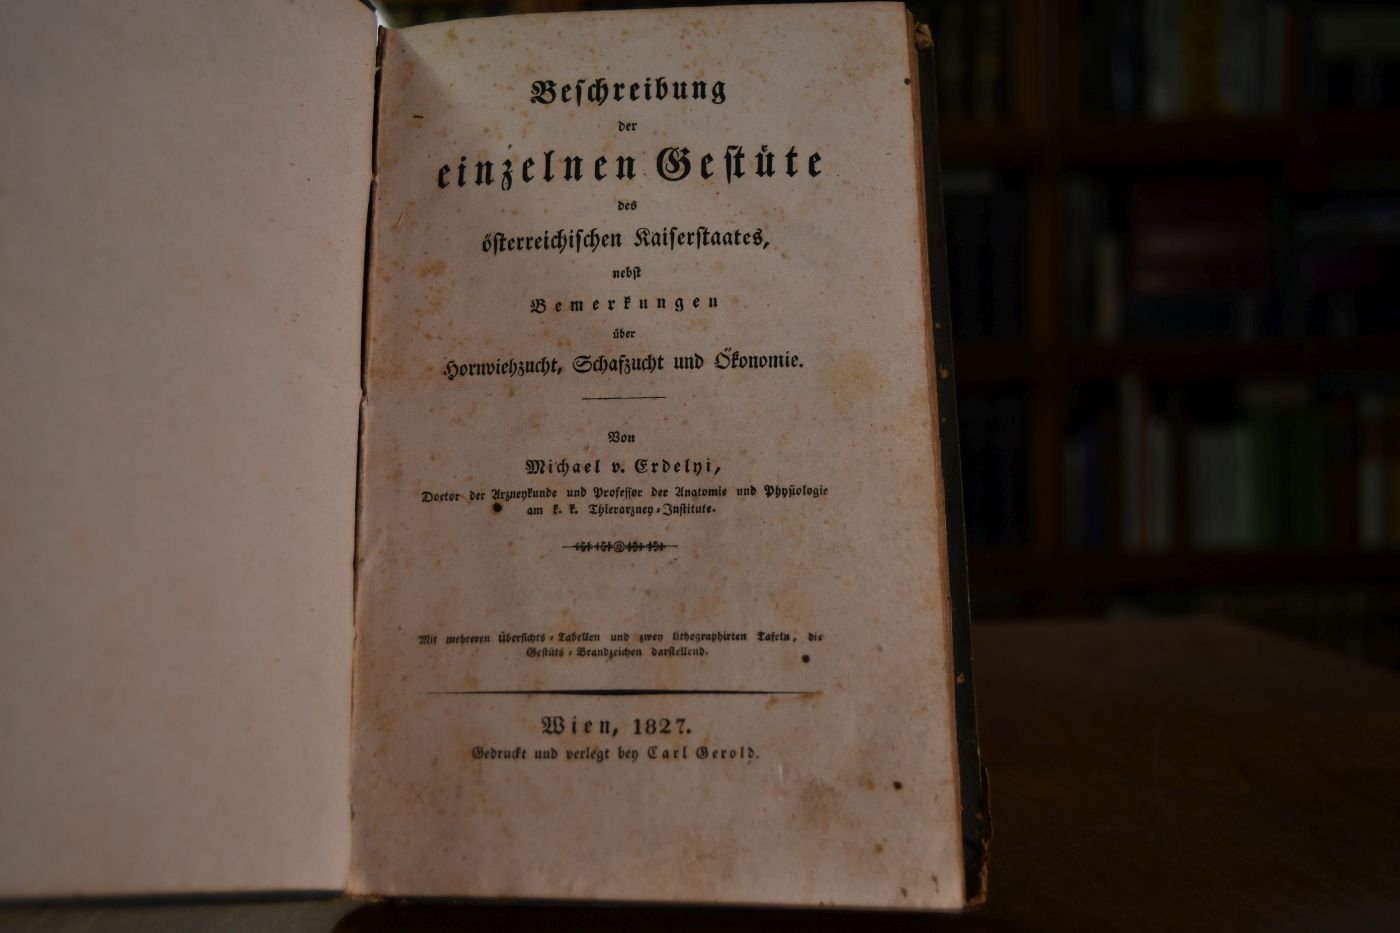 Beschreibung
der
einzelnen Gestüte
des
österreichischen Kaiserstaates,
nebst
Bemerkungen
über
Hornviehzucht, Schafzucht und Ökonomie.
Von
Michael v. Erdelyi,
Doctor der Arzneykunde und Professor der Anatomie und Physiologie
am k. k. Thierarzney-Institute.
Mit mehreren Übersichts-Tabellen und zwey lithographirten Tafeln, die
Gestüts-Brandzeichen darstellend.
Wien, 1827.
Gedruckt und verlegt bey Carl Gerold.